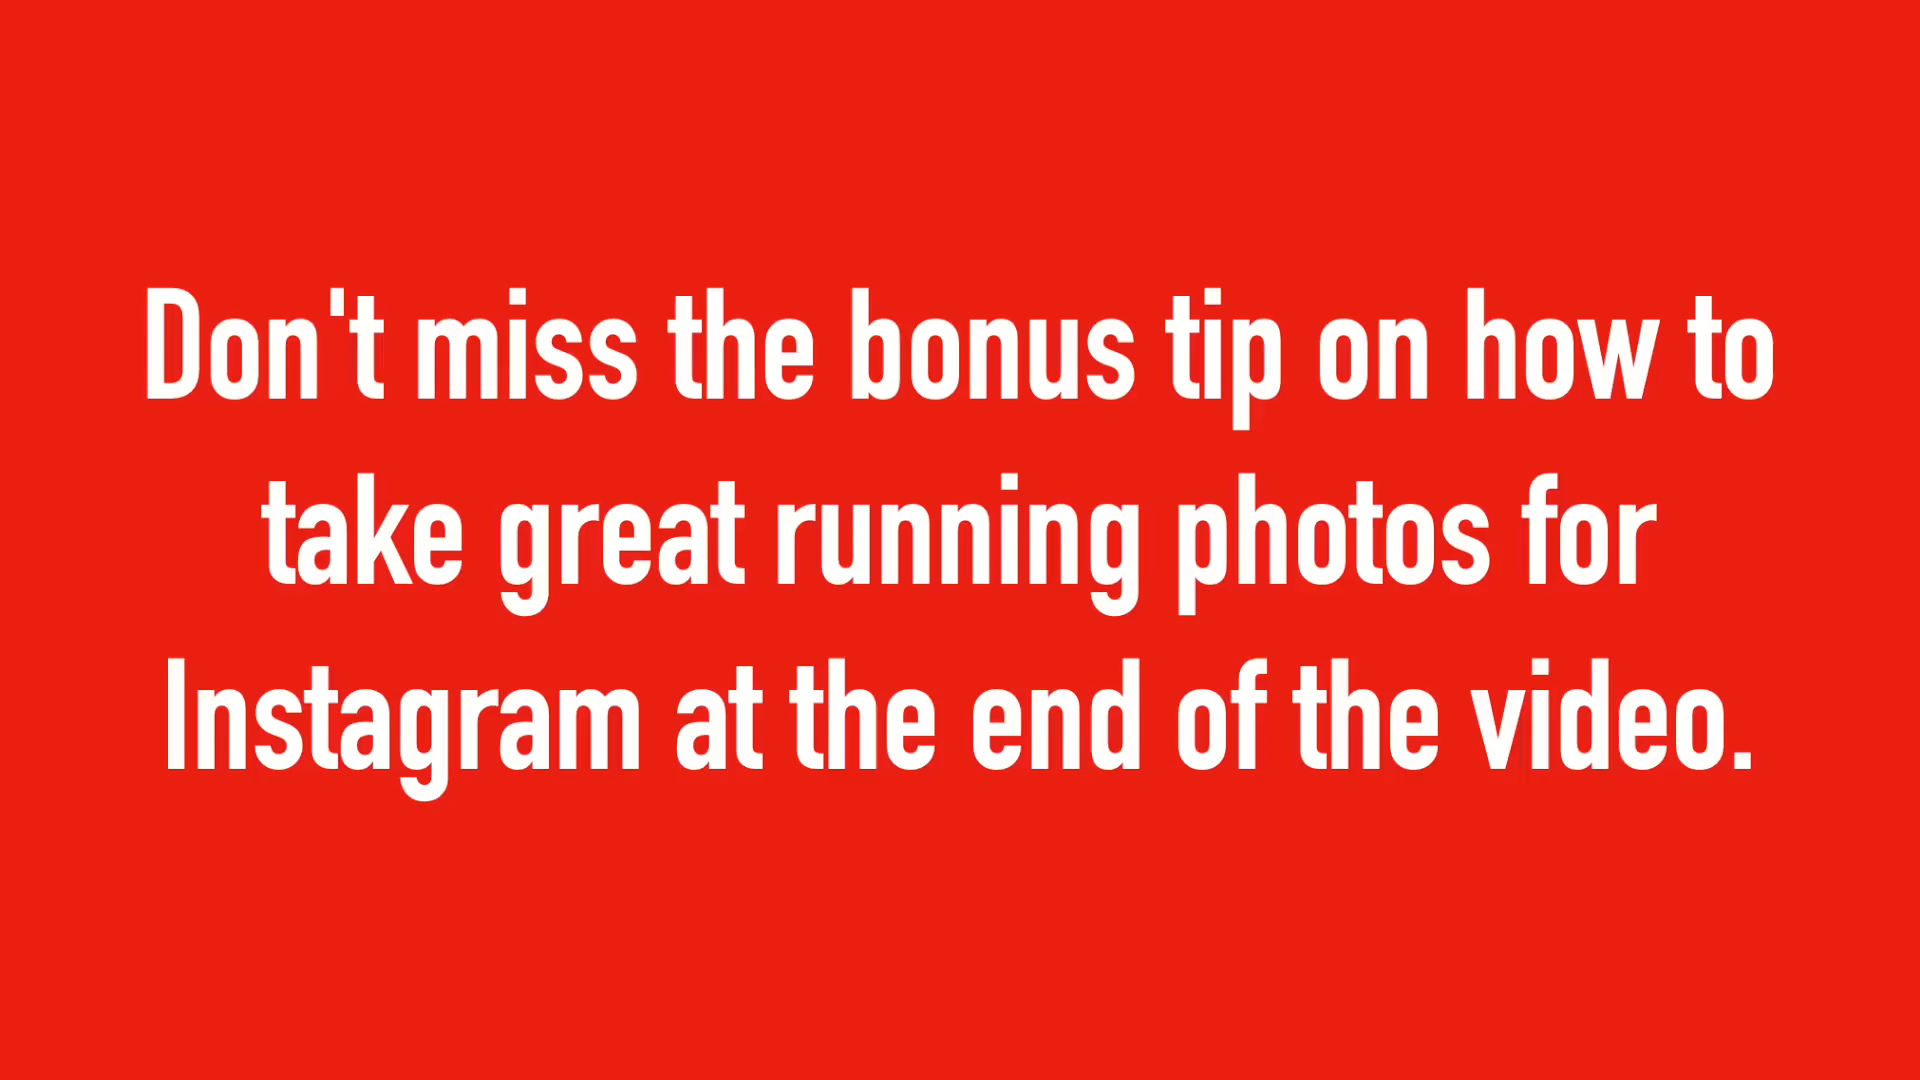 Don't miss the bonus tip on how to
take great running photos for
Instagram at the end of the video.